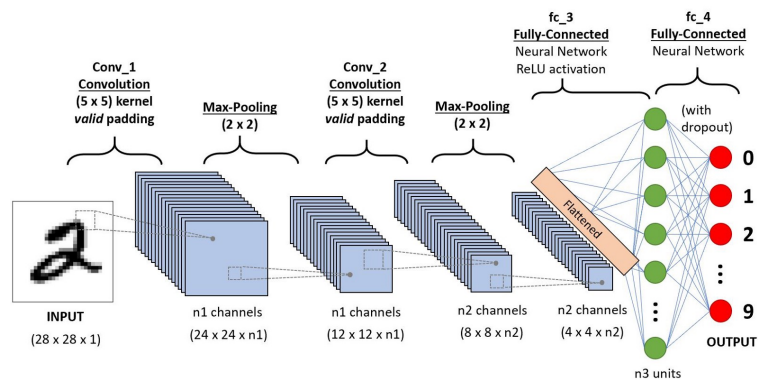 Conv_1
Convolution
(5 x 5) kernel
valid padding
Max-Pooling
(2 x 2)
Conv_2
Convolution
(5 x 5) kernel
valid padding
Max-Pooling
(2 x 2)
fc_3
Fully-Connected
Neural Network
ReLU activation
fc_4
Fully-Connected
Neural Network
(with
dropout)
2
INPUT
(28 x 28 x 1)
n1 channels
(24 x 24 x n1)
n1 channels
(12 x 12 x n1)
n2 channels
(8 x 8 x n2)
n2 channels
(4 x 4 x n2)
Flattened
n3 units
0
1
2
9
OUTPUT